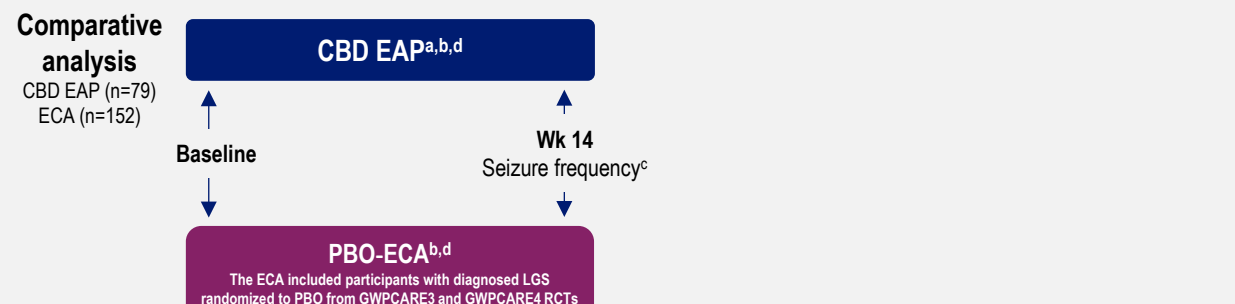 Comparative
analysis
CBD EAP (n=79)
ECA (n=152)
CBD EAPa,b,d
Baseline
Wk 14
Seizure frequencyc
PBO-ECAb,d
The ECA included participants with diagnosed LGS
randomized to PBO from GWPCARE3 and GWPCARE4 RCTs